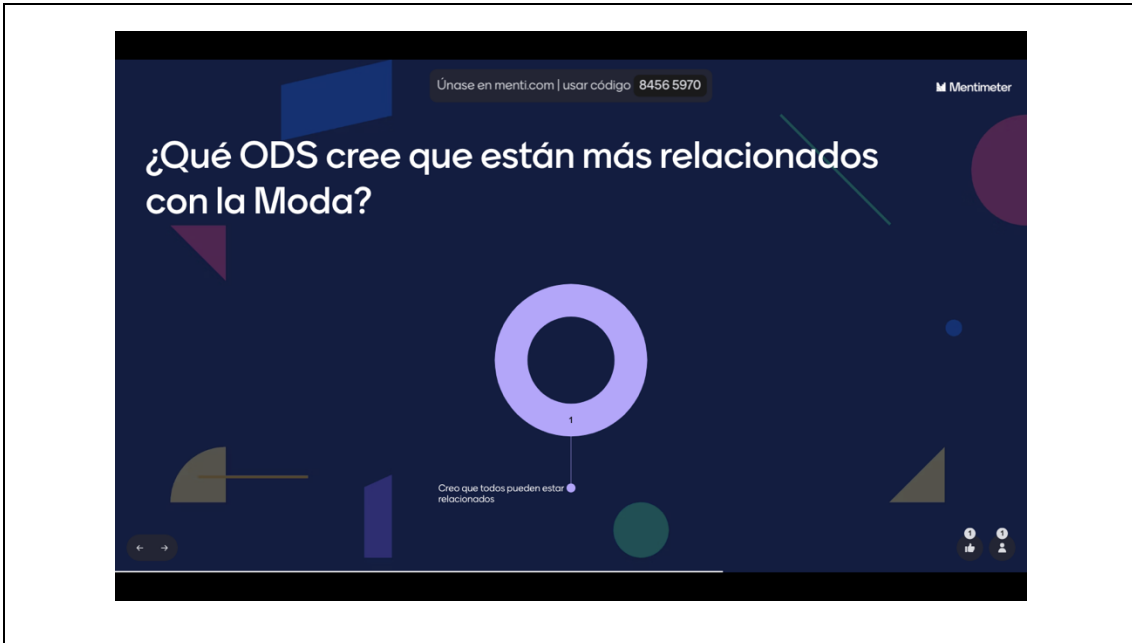 Únase en menti.com | usar código 8456 5970
Mentimeter
¿Qué ODS cree que están más relacionados
con la Moda?
1
Creo que todos pueden estar
relacionados
1 1